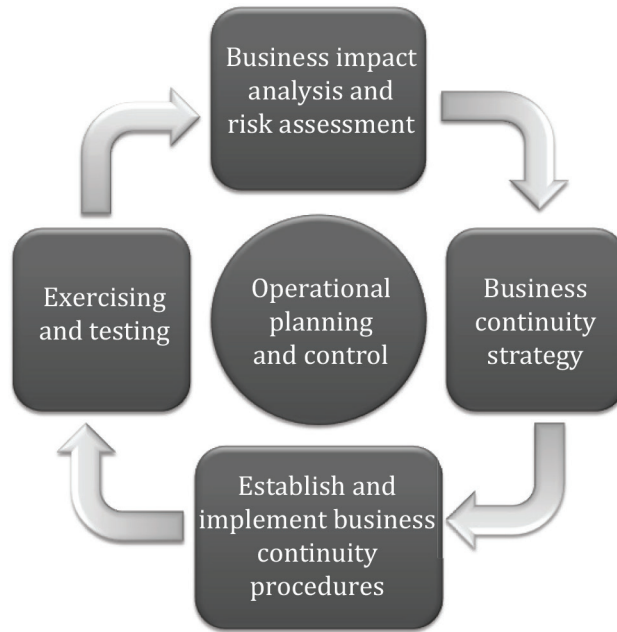 Business impact
analysis and
risk assessment
Exercising
and testing
Operational
planning
and control
Business
continuity
strategy
Establish and
implement business
continuity
procedures